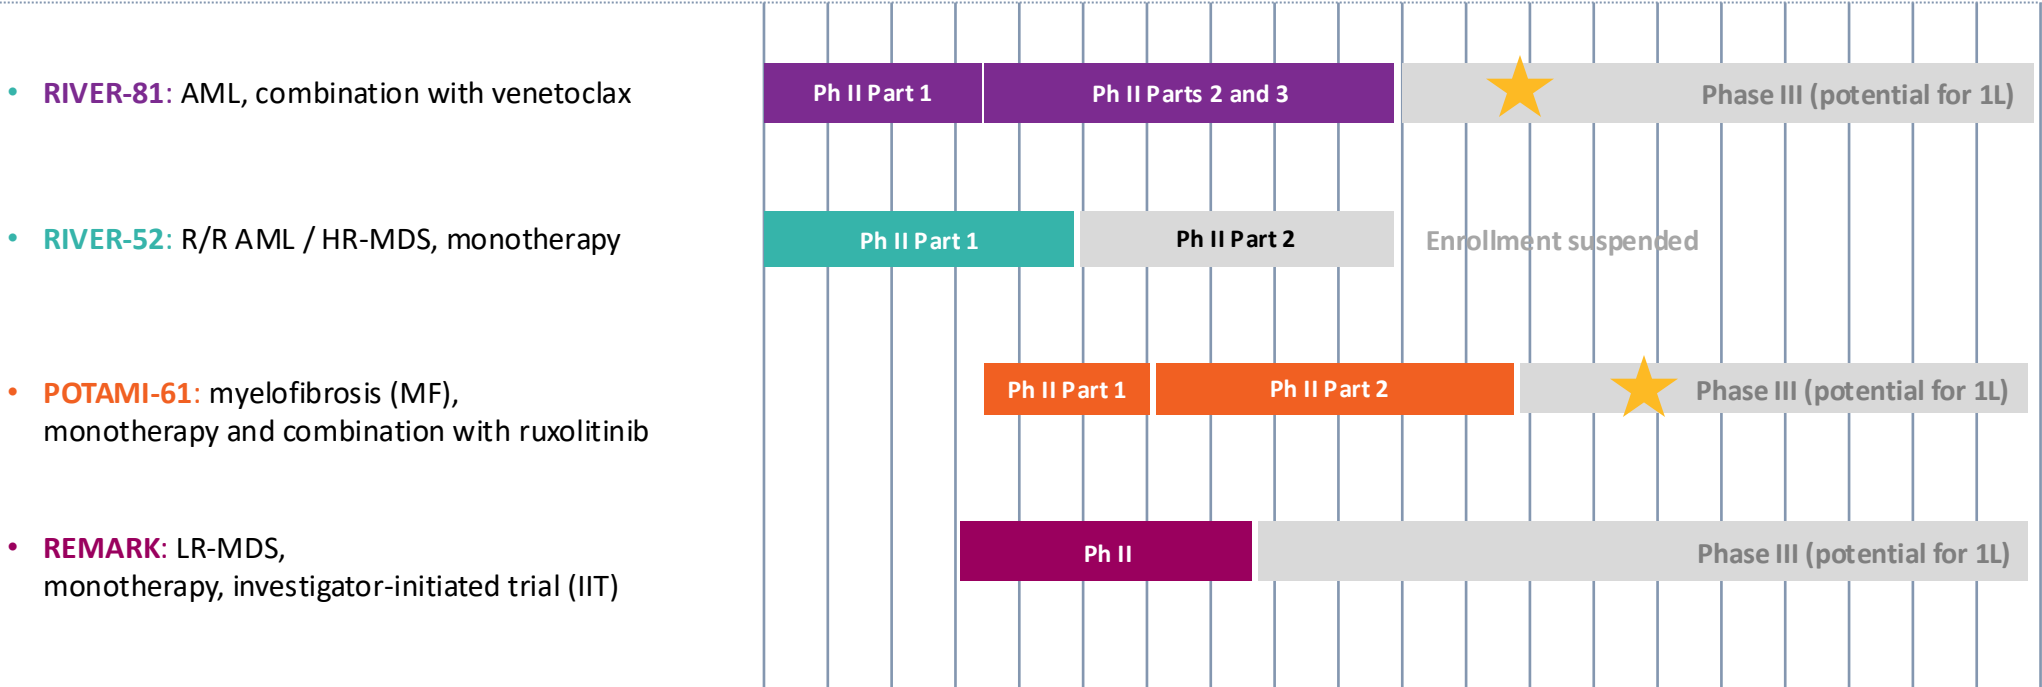 • RIVER-81: AML, combination with venetoclax
Ph II Part 1
Ph II Parts 2 and 3
Phase III (potential for 1L)
• RIVER-52: R/R AML / HR-MDS, monotherapy
Ph II Part 1
Ph II Part 2
Enrollment suspended
• POTAMI-61: myelofibrosis (MF),
monotherapy and combination with ruxolitinib
Ph II Part 1
Ph II Part 2
Phase III (potential for 1L)
• REMARK: LR-MDS,
monotherapy, investigator-initiated trial (IIT)
Ph II
Phase III (potential for 1L)